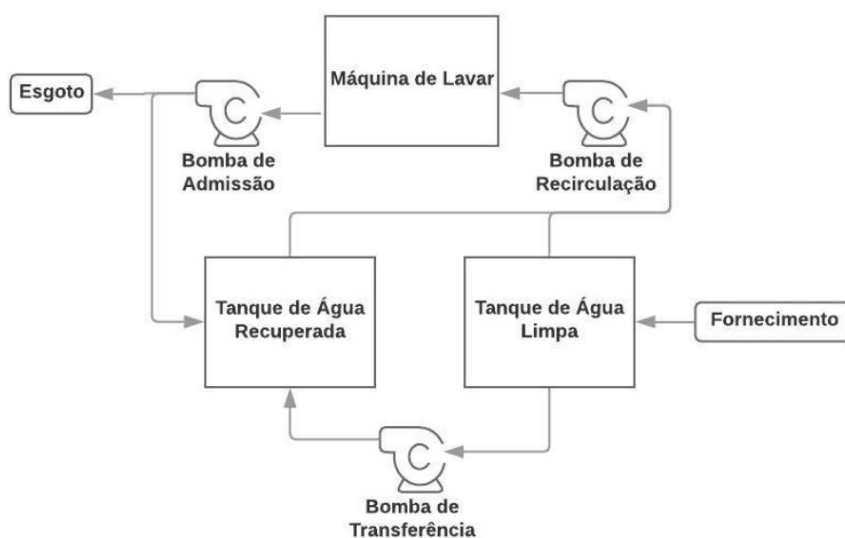 Máquina de Lavar
Esgoto
Bomba de
Admissão
Bomba de
Recirculação
Tanque de Água
Recuperada
Tanque de Água
Limpa
Fornecimento
Bomba de
Transferência